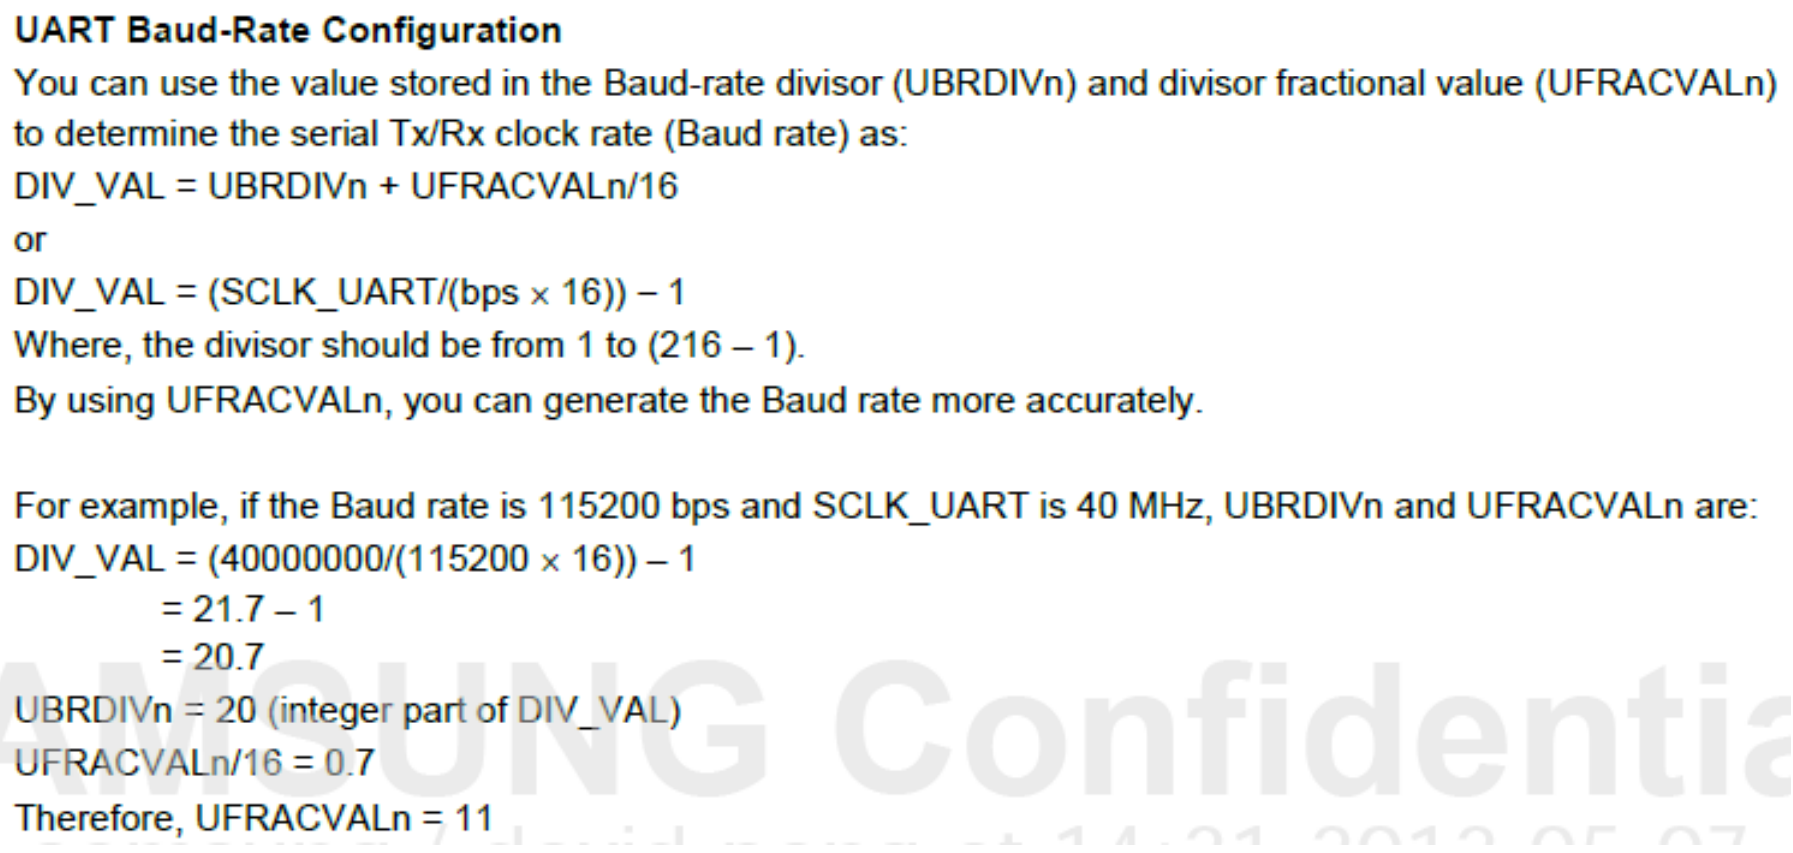 UART Baud-Rate Configuration
You can use the value stored in the Baud-rate divisor (UBRDIVn) and divisor fractional value (UFRACVALn)
to determine the serial Tx/Rx clock rate (Baud rate) as:
DIV_VAL = UBRDIVn + UFRACVALn/16
or
DIV_VAL = (SCLK_UART/(bps × 16)) – 1
Where, the divisor should be from 1 to (216 – 1).
By using UFRACVALn, you can generate the Baud rate more accurately.
For example, if the Baud rate is 115200 bps and SCLK_UART is 40 MHz, UBRDIVn and UFRACVALn are:
DIV_VAL = (40000000/(115200 × 16)) – 1
= 21.7 – 1
= 20.7
UBRDIVn = 20 (integer part of DIV_VAL)
UFRACVALn/16 = 0.7
Therefore, UFRACVALn = 11
AMSUNG Confidentia